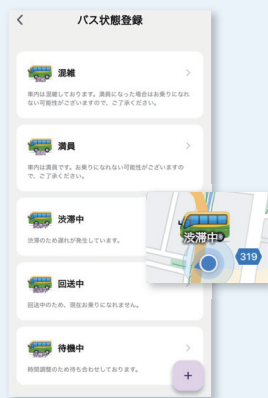 バス状態登録
混雑
車内は混雑しております。満員になった場合はお乗りになれ
ない可能性がございますので、ご了承ください。
満員
車内は満員です。お乗りになれない可能性がございますの
で、ご了承ください。
渋滞中
渋滞のため遅れが発生しています。
渋滞中
319
回送中
回送中のため、現在お乗りになれません。
待機中
時間調整のため待ち合わせしております。
+